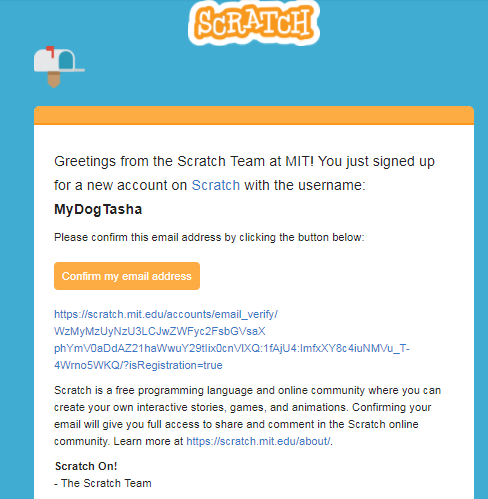 SCRATCH
Greetings from the Scratch Team at MIT! You just signed up
for a new account on Scratch with the username:
MyDogTasha
Please confirm this email address by clicking the button below:
Confirm my email address
https://scratch.mit.edu/accounts/email_verify/
WzMyMzUyNzU3LCJwZWFyc2FsbGVsaX
phYmV0aDdAZ21haWwuY29tIix0cnVlXQ:1fAjU4:ImfxXY8c4iuNMVu_T-
4Wrno5WKQ/?isRegistration=true
Scratch is a free programming language and online community where you can
create your own interactive stories, games, and animations. Confirming your
email will give you full access to share and comment in the Scratch online
community. Learn more at https://scratch.mit.edu/about/.
Scratch On!
- The Scratch Team